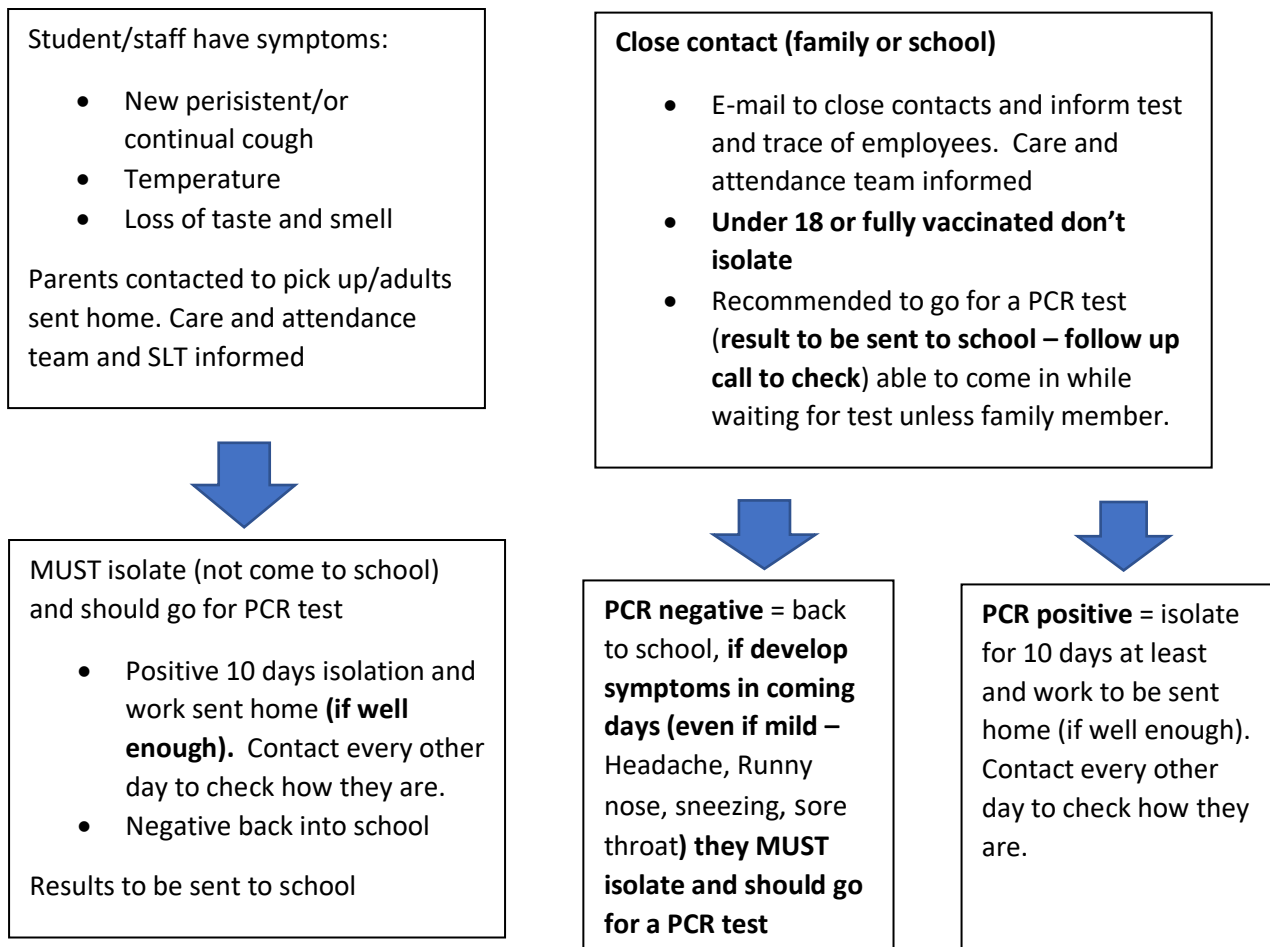 Student/staff have symptoms:
• New perisistent/or
continual cough
• Temperature
• Loss of taste and smell
Parents contacted to pick up/adults
sent home. Care and attendance
team and SLT informed
MUST isolate (not come to school)
and should go for PCR test
• Positive 10 days isolation and
work sent home (if well
enough). Contact every other
day to check how they are.
• Negative back into school
Results to be sent to school
Close contact (family or school)
• E-mail to close contacts and inform test
and trace of employees. Care and
attendance team informed
• Under 18 or fully vaccinated don’t
isolate
• Recommended to go for a PCR test
(result to be sent to school – follow up
call to check) able to come in while
waiting for test unless family member.
PCR negative = back
to school, if develop
symptoms in coming
days (even if mild –
Headache, Runny
nose, sneezing, sore
throat) they MUST
isolate and should go
for a PCR test
PCR positive = isolate
for 10 days at least
and work to be sent
home (if well enough).
Contact every other
day to check how they
are.